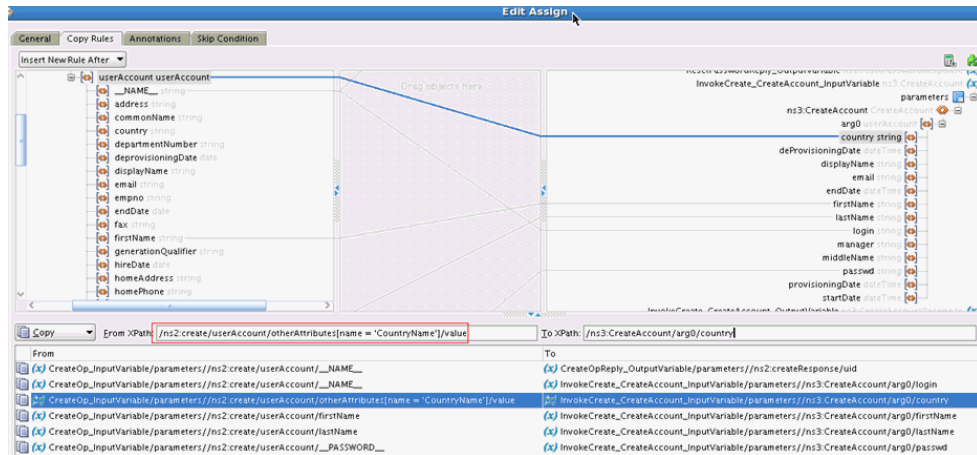 Edit Assign
General Copy Rules Annotations Skip Condition
Insert New Rule After
userAccount userAccount
__NAME__ string
address string
commonName string
country string
departmentNumber string
deprovisioningDate date
displayName string
email string
empno string
endDate date
fax string
firstName string
generationQualifier string
hireDate date
homeAddress string
homePhone string
Drag objects here
InvokeCreate_CreateAccount_InputVariable ns3:CreateAccount (x)
parameters
ns3:CreateAccount CreateAccount
arg0 userAccount
country string
deProvisioningDate dateTime
displayName string
email string
endDate dateTime
firstName string
lastName string
login string
manager string
middleName string
passwd string
provisioningDate dateTime
startDate dateTime
Copy From XPath: /ns2:create/userAccount/otherAttributes[name = 'CountryName']/value To XPath: /ns3:CreateAccount/arg0/country
From To
(x) CreateOp_InputVariable/parameters//ns2:create/userAccount/__NAME__ (x) CreateOpReply_OutputVariable/parameters//ns2:createResponse/uid
(x) CreateOp_InputVariable/parameters//ns2:create/userAccount/__NAME__ (x) InvokeCreate_CreateAccount_InputVariable/parameters//ns3:CreateAccount/arg0/login
CreateOp_InputVariable/parameters//ns2:create/userAccount/otherAttributes[name = 'CountryName']/value InvokeCreate_CreateAccount_InputVariable/parameters//ns3:CreateAccount/arg0/country
(x) CreateOp_InputVariable/parameters//ns2:create/userAccount/firstName (x) InvokeCreate_CreateAccount_InputVariable/parameters//ns3:CreateAccount/arg0/firstName
(x) CreateOp_InputVariable/parameters//ns2:create/userAccount/lastName (x) InvokeCreate_CreateAccount_InputVariable/parameters//ns3:CreateAccount/arg0/lastName
(x) CreateOp_InputVariable/parameters//ns2:create/userAccount/__PASSWORD__ (x) InvokeCreate_CreateAccount_InputVariable/parameters//ns3:CreateAccount/arg0/passwd